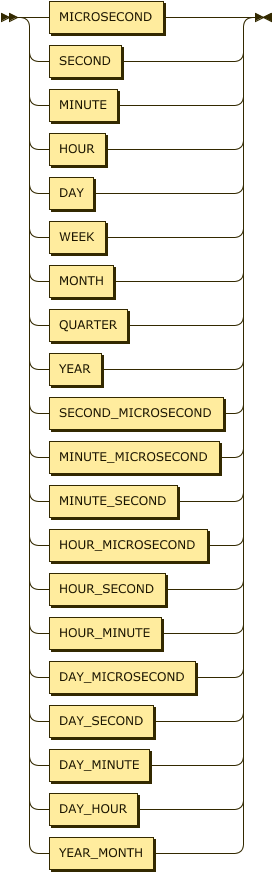 MICROSECOND
SECOND
MINUTE
HOUR
DAY
WEEK
MONTH
QUARTER
YEAR
SECOND_MICROSECOND
MINUTE_MICROSECOND
MINUTE_SECOND
HOUR_MICROSECOND
HOUR_SECOND
HOUR_MINUTE
DAY_MICROSECOND
DAY_SECOND
DAY_MINUTE
DAY_HOUR
YEAR_MONTH